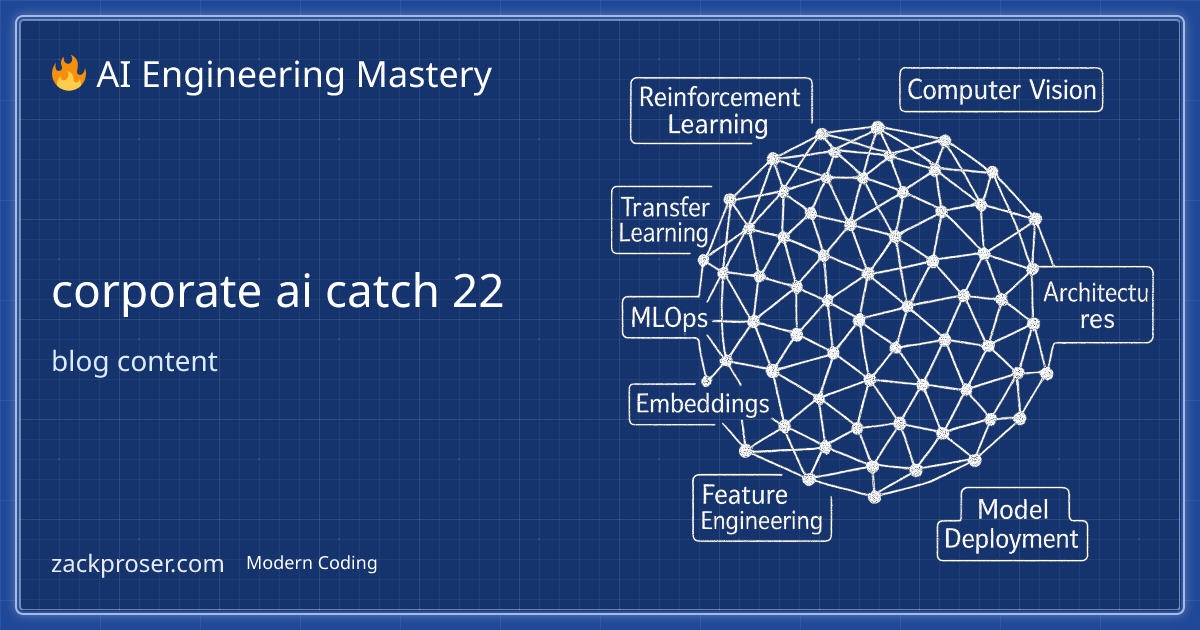 🔥 AI Engineering Mastery
corporate ai catch 22
blog content
zackproser.com
Modern Coding
Reinforcement
Learning
Computer Vision
Transfer
Learning
MLOps
Architectu
res
Embeddings
Feature
Engineering
Model
Deployment